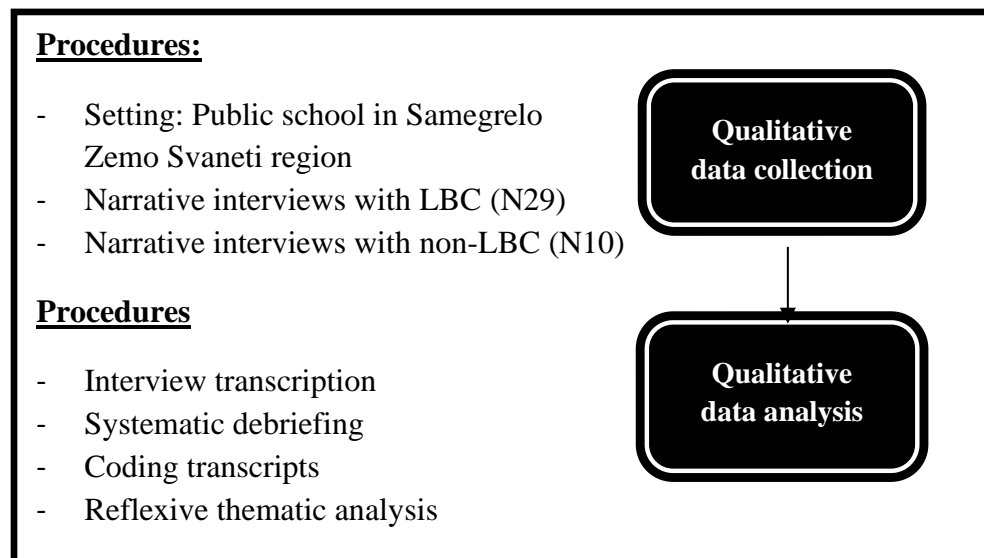 Procedures:
- Setting: Public school in Samegrelo
Zemo Svaneti region
- Narrative interviews with LBC (N29)
- Narrative interviews with non-LBC (N10)
Qualitative
data collection
Procedures
- Interview transcription
- Systematic debriefing
- Coding transcripts
- Reflexive thematic analysis
Qualitative
data analysis